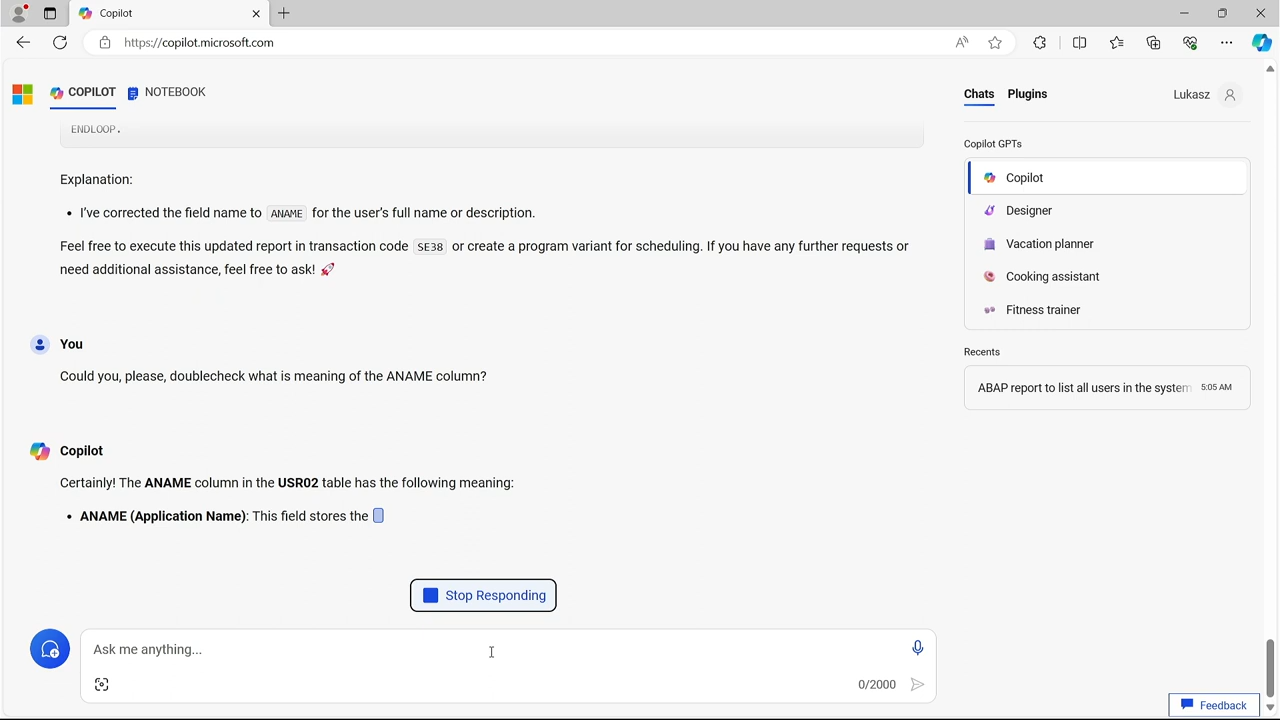 Copilot
https://copilot.microsoft.com
COPILOT
NOTEBOOK
Chats
Plugins
Lukasz
ENDLOOP.
Explanation:
• I've corrected the field name to ANAME for the user's full name or description.
Feel free to execute this updated report in transaction code SE38 or create a program variant for scheduling. If you have any further requests or
need additional assistance, feel free to ask! 🚀
You
Could you, please, doublecheck what is meaning of the ANAME column?
Copilot
Certainly! The ANAME column in the USR02 table has the following meaning:
• ANAME (Application Name): This field stores the
Stop Responding
Ask me anything...
0/2000
Copilot GPTs
Copilot
Designer
Vacation planner
Cooking assistant
Fitness trainer
Recents
ABAP report to list all users in the system 5:05 AM
Feedback